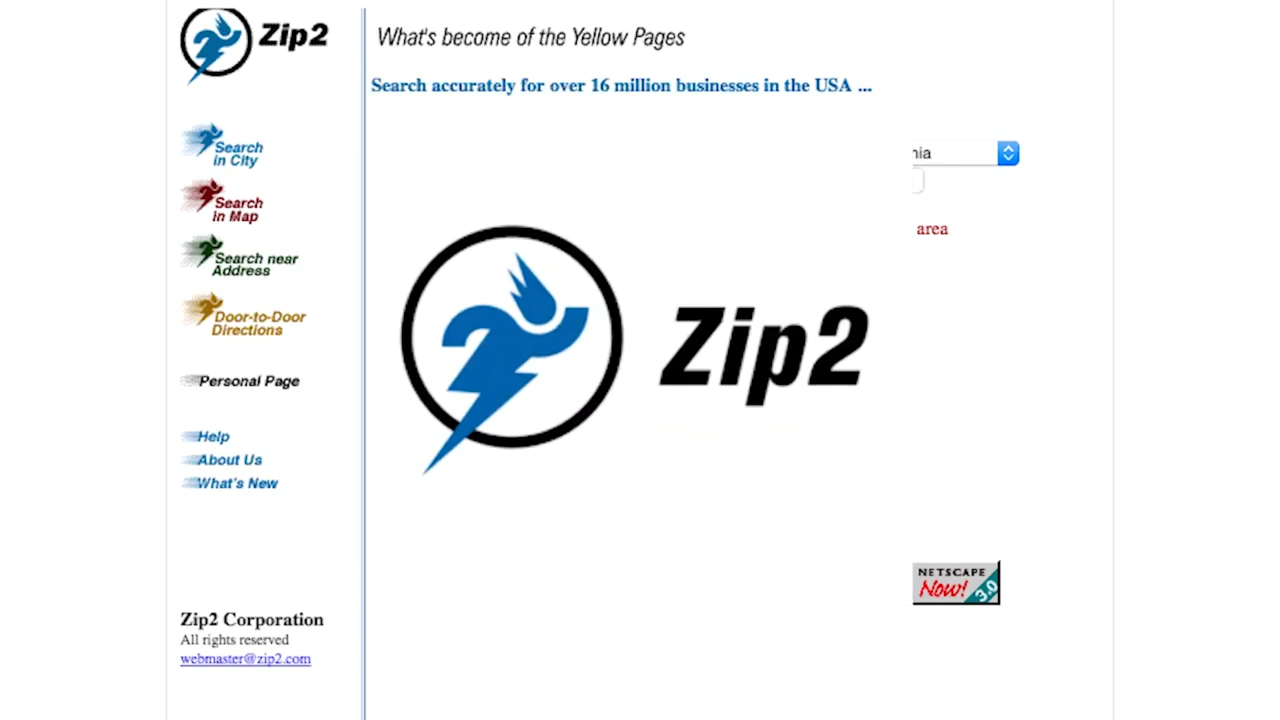 Zip2
What's become of the Yellow Pages
Search accurately for over 16 million businesses in the USA ...
Search
in City
Search
in Map
Search near
Address
Door-to-Door
Directions
Personal Page
Help
About Us
What's New
Zip2 Corporation
All rights reserved
webmaster@zip2.com
nia
area
Zip2
NETSCAPE
Now! 3.0